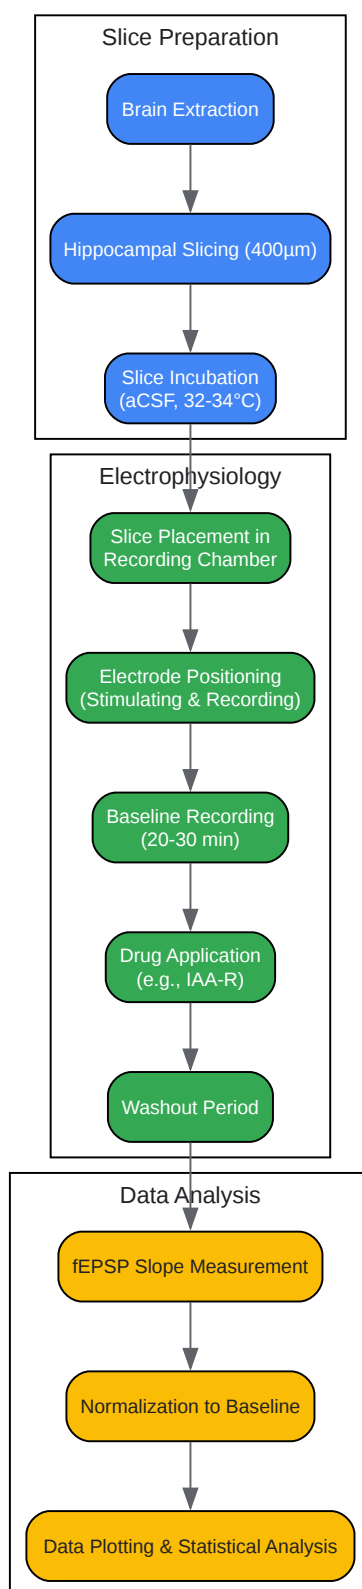 Slice Preparation
Brain Extraction
Hippocampal Slicing (400µm)
Slice Incubation
(aCSF, 32-34°C)
Electrophysiology
Slice Placement in
Recording Chamber
Electrode Positioning
(Stimulating & Recording)
Baseline Recording
(20-30 min)
Drug Application
(e.g., IAA-R)
Washout Period
Data Analysis
fEPSP Slope Measurement
Normalization to Baseline
Data Plotting & Statistical Analysis